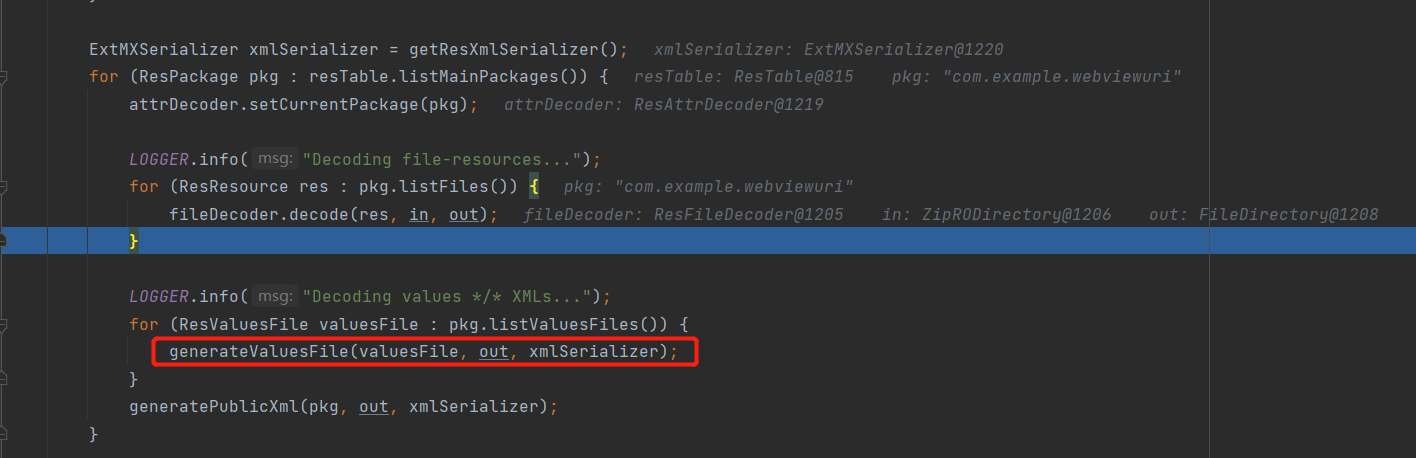 ExtMXSerializer xmlSerializer = getResXmlSerializer();   xmlSerializer: ExtMXSerializer@1220
for (ResPackage pkg : resTable.listMainPackages()) {   resTable: ResTable@815    pkg: "com.example.webviewuri"
attrDecoder.setCurrentPackage(pkg);   attrDecoder: ResAttrDecoder@1219
LOGGER.info( msg: "Decoding file-resources...");
for (ResResource res : pkg.listFiles()) {   pkg: "com.example.webviewuri"
fileDecoder.decode(res, in, out);   fileDecoder: ResFileDecoder@1205    in: ZipRODirectory@1206    out: FileDirectory@1208
}
LOGGER.info( msg: "Decoding values */* XMLs...");
for (ResValuesFile valuesFile : pkg.listValuesFiles()) {
generateValuesFile(valuesFile, out, xmlSerializer);
}
generatePublicXml(pkg, out, xmlSerializer);
}